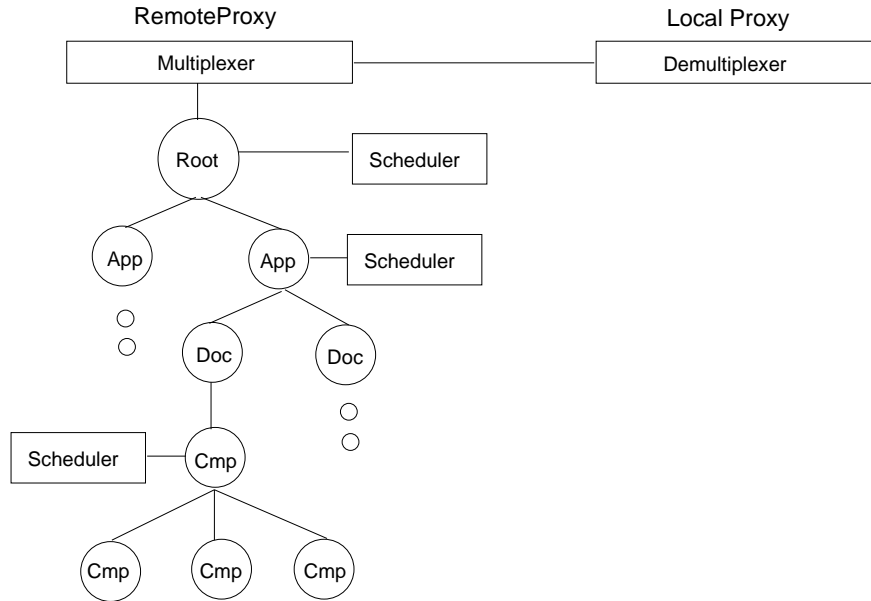 RemoteProxy
Local Proxy
Multiplexer
Demultiplexer
Root
Scheduler
App
App
Scheduler
Doc
Doc
Scheduler
Cmp
Cmp
Cmp
Cmp